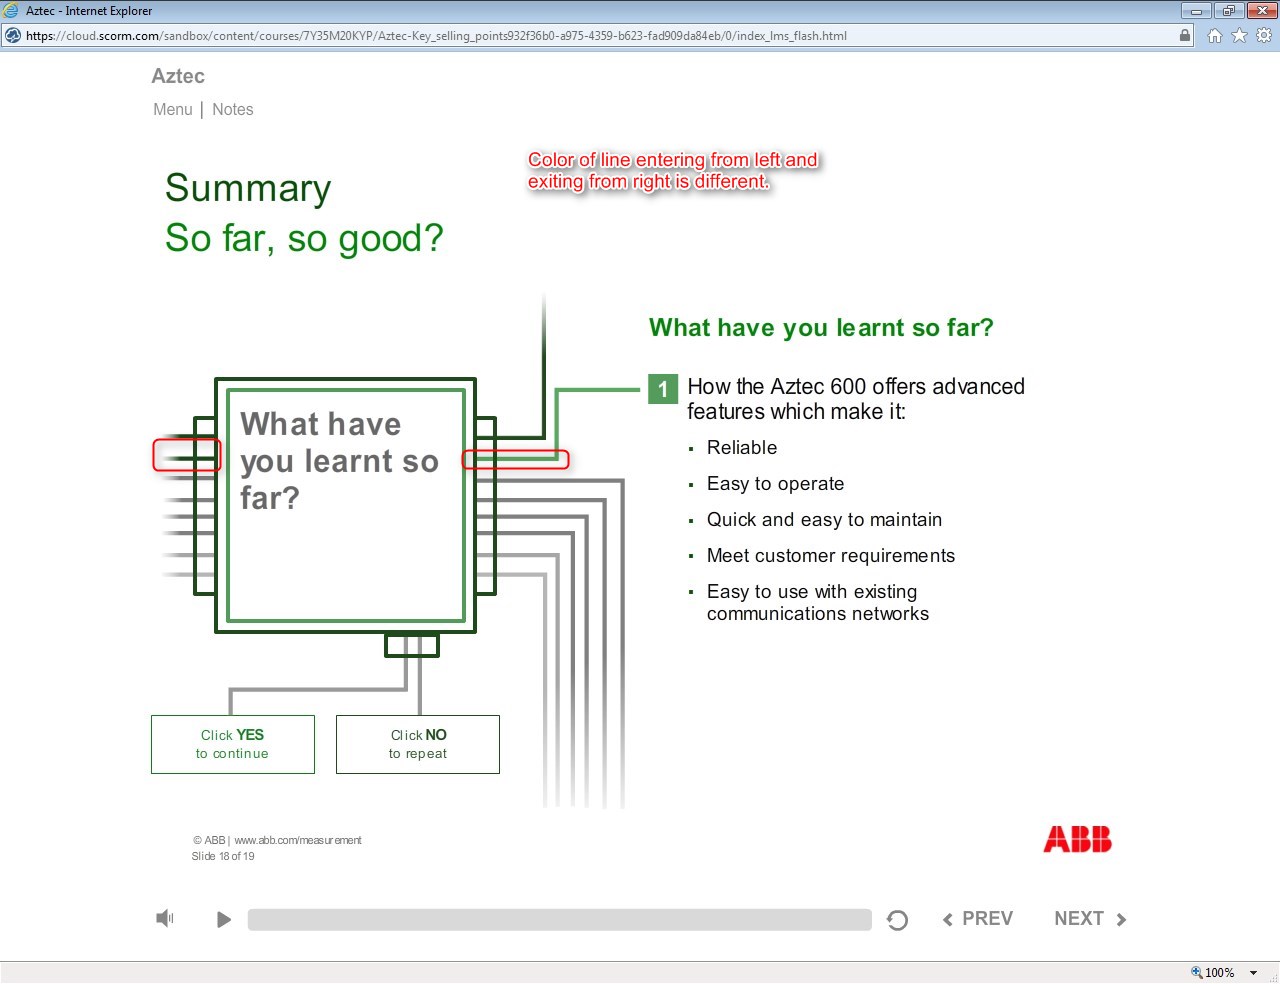 Aztec - Internet Explorer
https://cloud.scorm.com/sandbox/content/courses/7Y35M20KYP/Aztec-Key_selling_points932f36b0-a975-4359-b623-fad909da84eb/0/index_lms_flash.html
Aztec
Menu | Notes
Color of line entering from left and
exiting from right is different.
Summary
So far, so good?
What have
you learnt so
far?
What have you learnt so far?
1 How the Aztec 600 offers advanced
features which make it:
▪ Reliable
▪ Easy to operate
▪ Quick and easy to maintain
▪ Meet customer requirements
▪ Easy to use with existing
communications networks
Click YES
to continue
Click NO
to repeat
© ABB | www.abb.com/measurement
Slide 18 of 19
ABB
PREV NEXT
100%